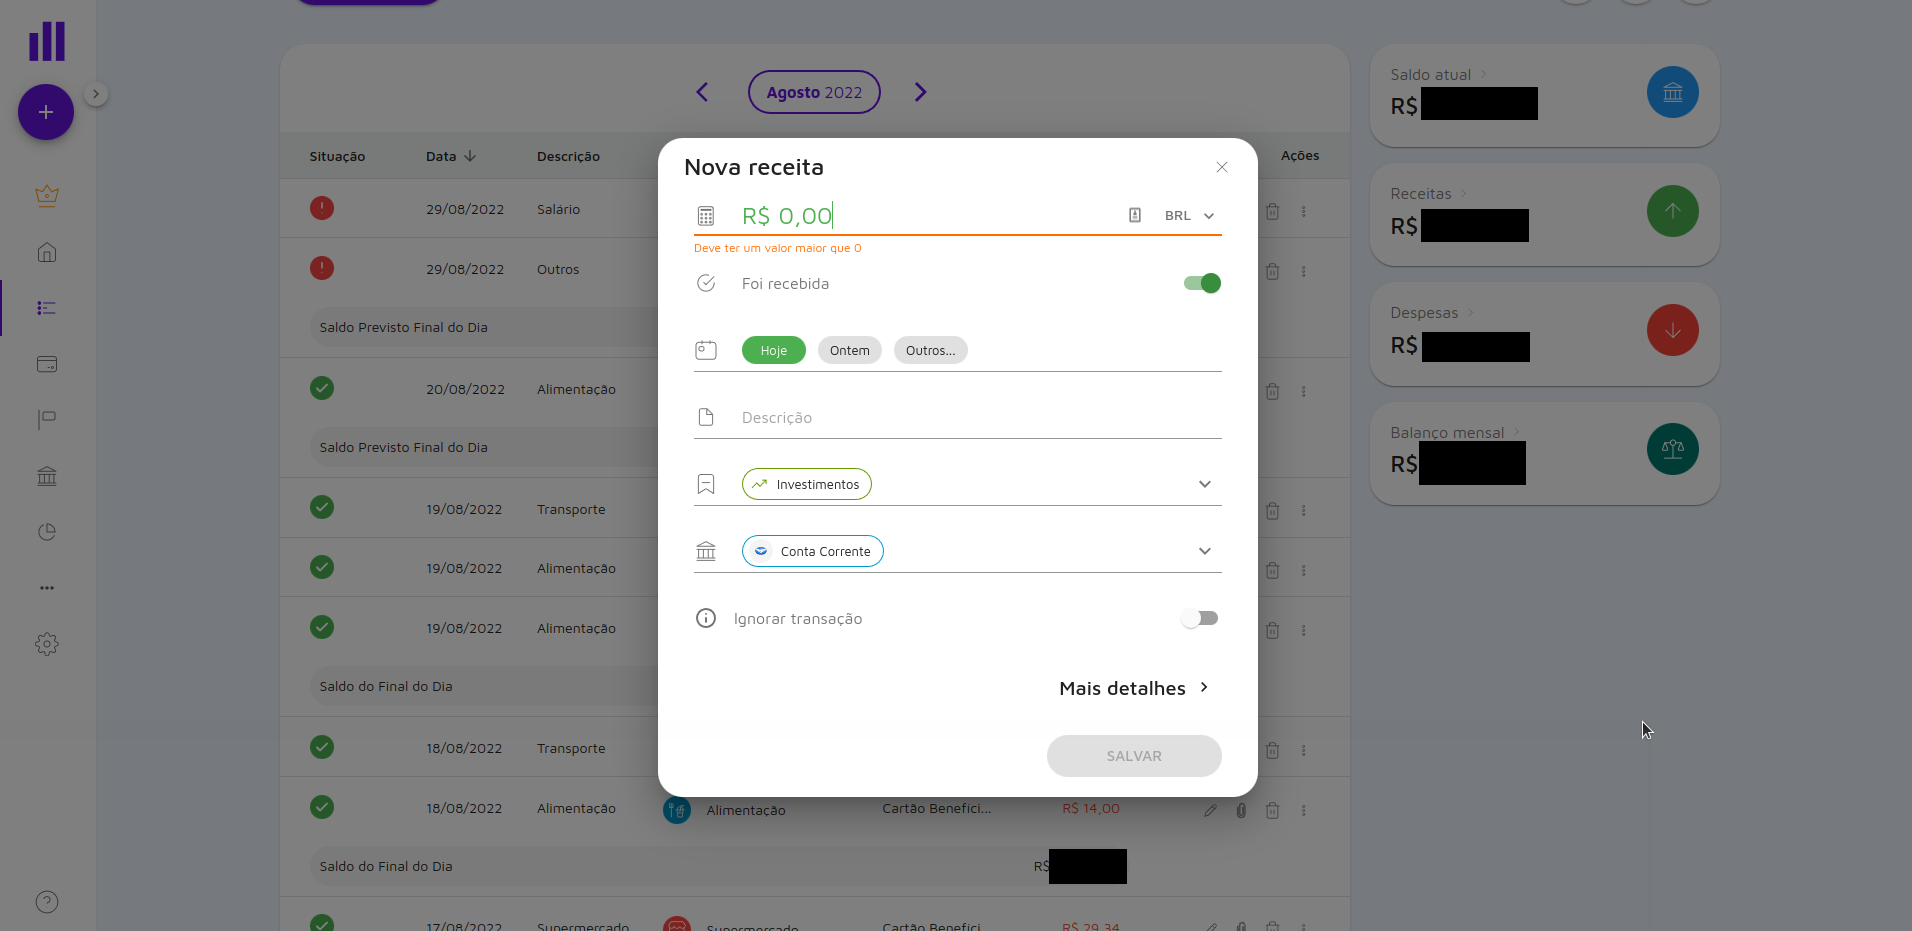 Agosto 2022
Situação Data Descrição Ações
29/08/2022 Salário
29/08/2022 Outros
Saldo Previsto Final do Dia
20/08/2022 Alimentação
Saldo Previsto Final do Dia
19/08/2022 Transporte
19/08/2022 Alimentação
19/08/2022 Alimentação
Saldo do Final do Dia
18/08/2022 Transporte
18/08/2022 Alimentação Alimentação Cartão Benefíci... R$ 14,00
Saldo do Final do Dia R$
17/08/2022 Supermercado Supermercado Cartão Benefíci... R$ 29,34
Nova receita
R$ 0,00 BRL
Deve ter um valor maior que 0
Foi recebida
Hoje Ontem Outros...
Descrição
Investimentos
Conta Corrente
Ignorar transação
Mais detalhes
SALVAR
Saldo atual
R$
Receitas
R$
Despesas
R$
Balanço mensal
R$